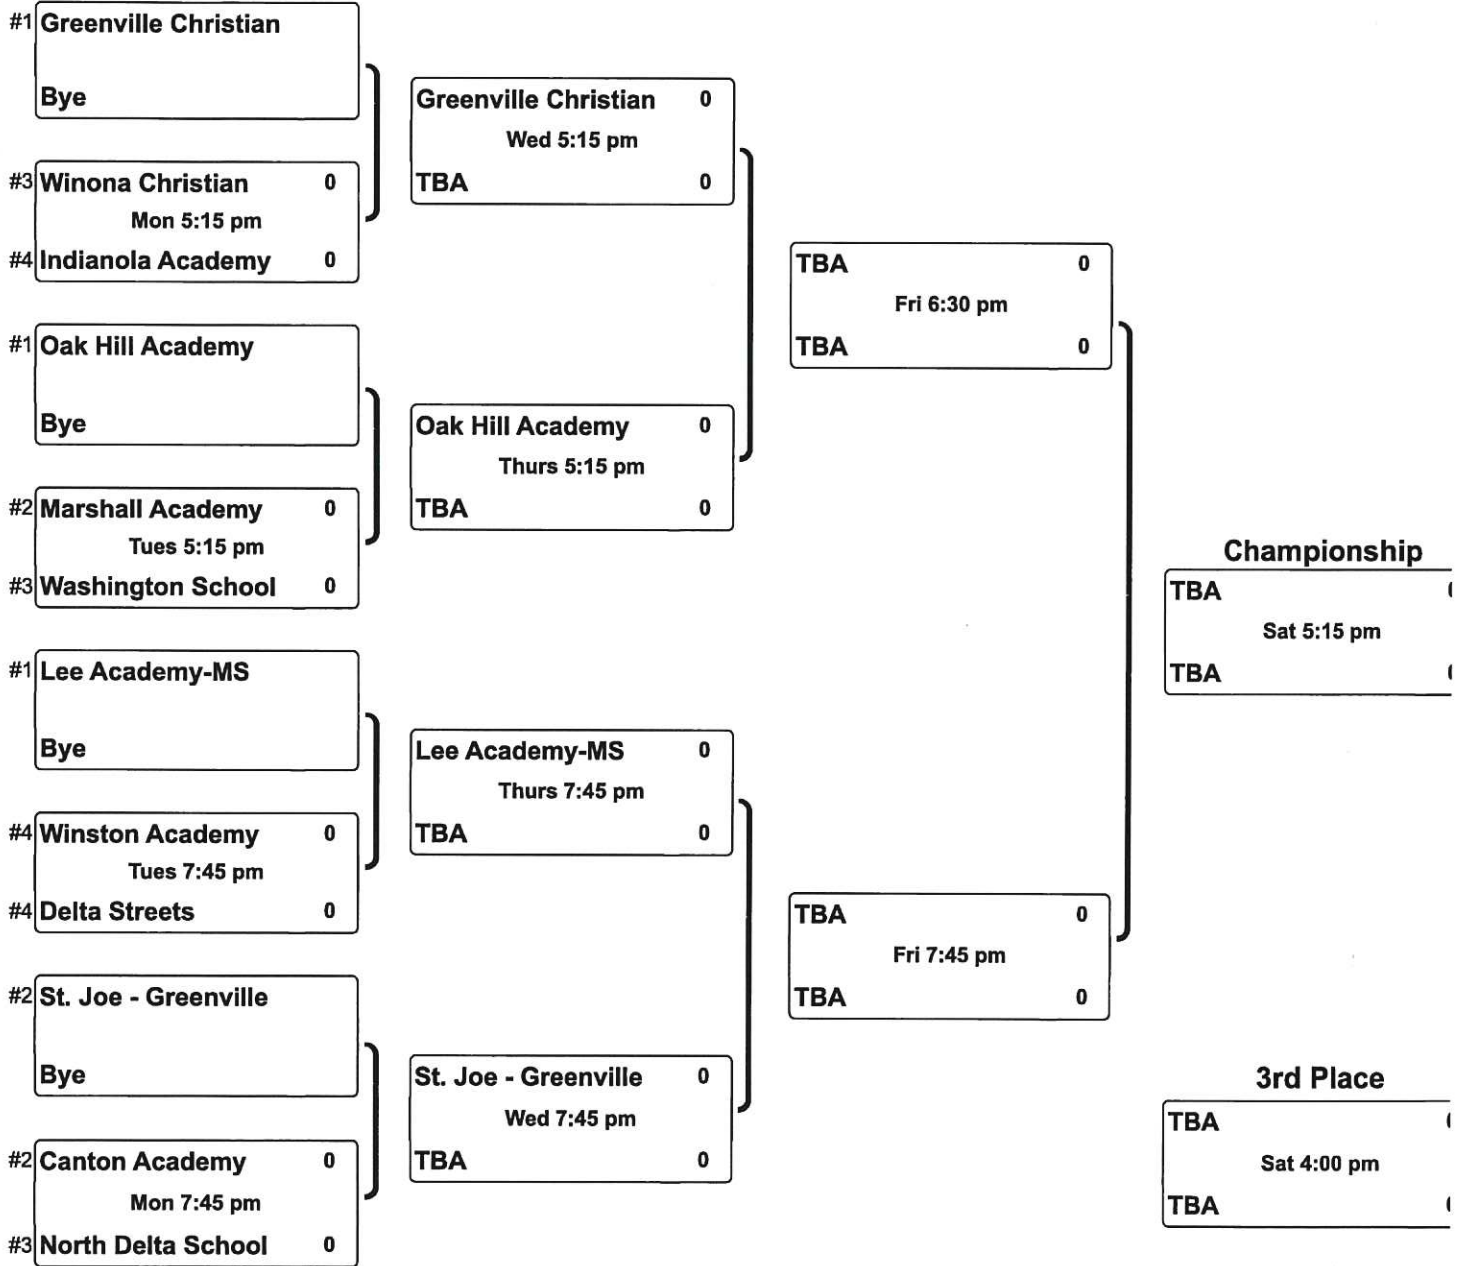 #1 Greenville Christian
Bye
#3 Winona Christian 0
Mon 5:15 pm
#4 Indianola Academy 0
#1 Oak Hill Academy
Bye
#2 Marshall Academy 0
Tues 5:15 pm
#3 Washington School 0
#1 Lee Academy-MS
Bye
#4 Winston Academy 0
Tues 7:45 pm
#4 Delta Streets 0
#2 St. Joe - Greenville
Bye
#2 Canton Academy 0
Mon 7:45 pm
#3 North Delta School 0
Greenville Christian 0
Wed 5:15 pm
TBA 0
Oak Hill Academy 0
Thurs 5:15 pm
TBA 0
Lee Academy-MS 0
Thurs 7:45 pm
TBA 0
St. Joe - Greenville 0
Wed 7:45 pm
TBA 0
TBA 0
Fri 6:30 pm
TBA 0
TBA 0
Fri 7:45 pm
TBA 0
Championship
TBA
Sat 5:15 pm
TBA
3rd Place
TBA
Sat 4:00 pm
TBA